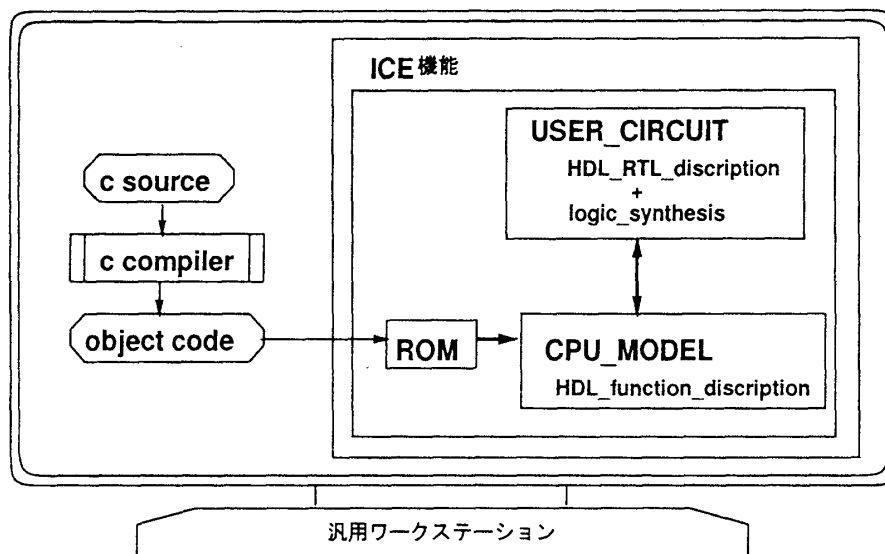 ICE機能
USER_CIRCUIT
HDL_RTL_discription
+
logic_synthesis
c source
c compiler
object code
ROM
CPU_MODEL
HDL_function_discription
汎用ワークステーション